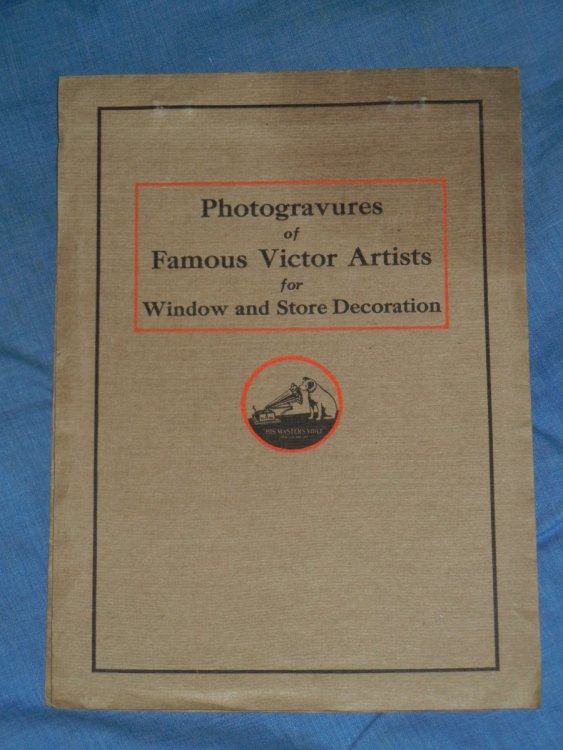 Photogravures
of
Famous Victor Artists
for
Window and Store Decoration
"HIS MASTER'S VOICE"